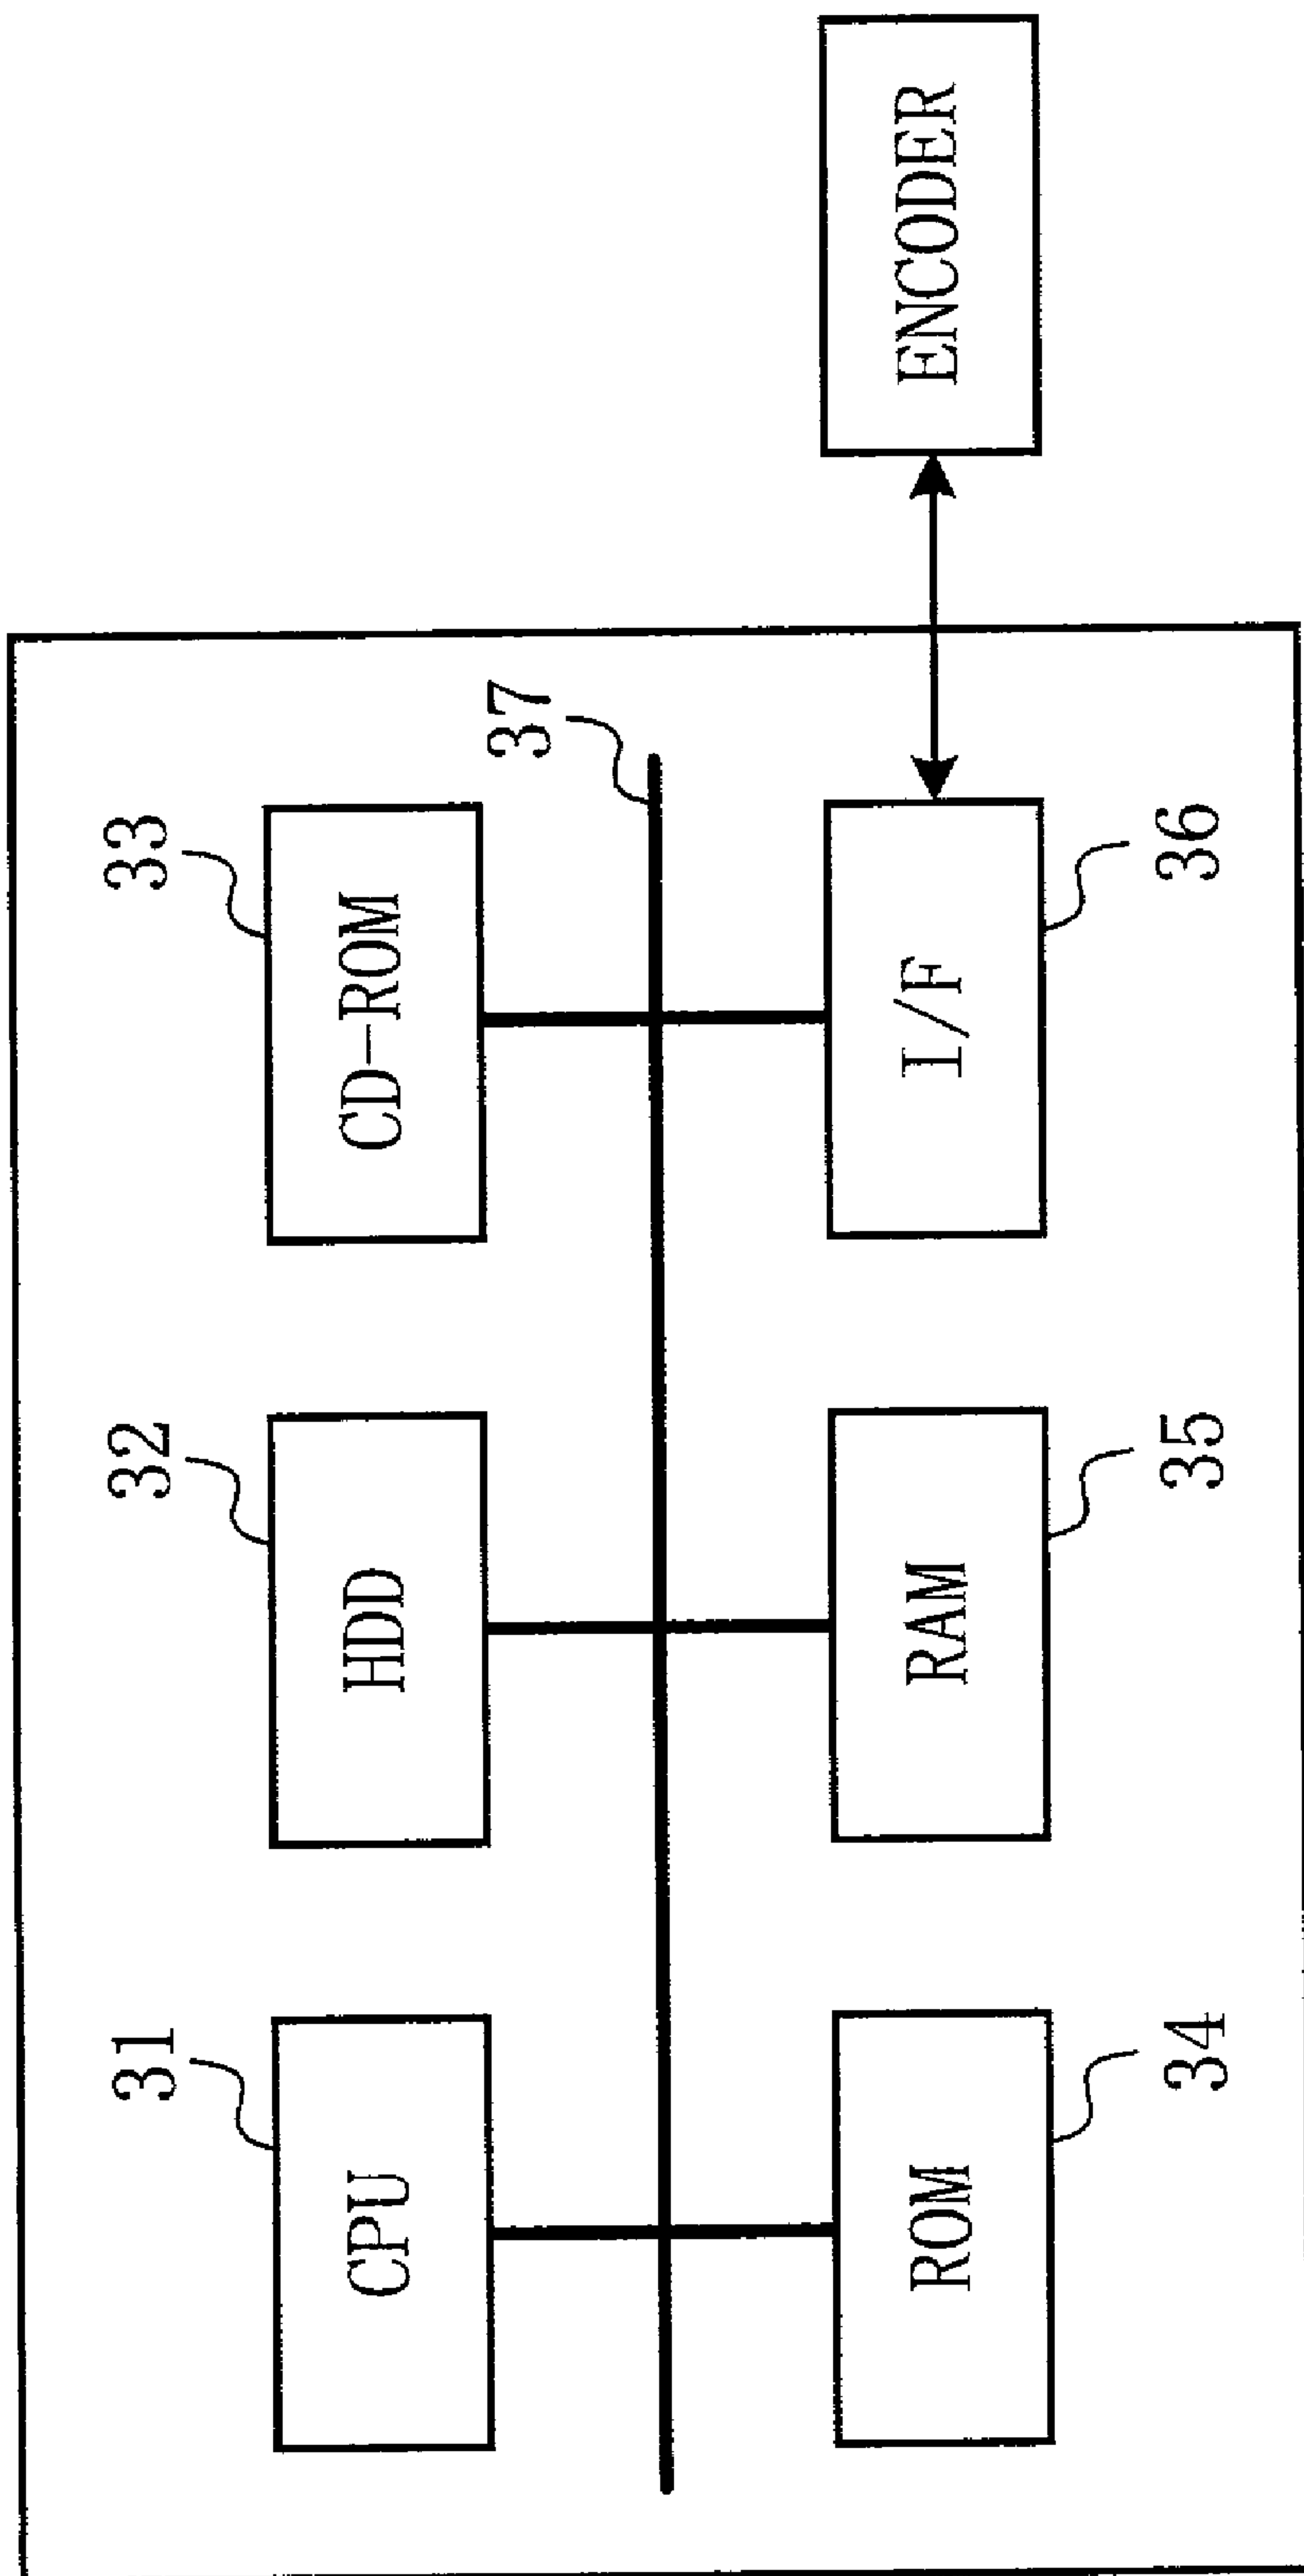 31
32
33
CPU
HDD
CD-ROM
37
ROM
RAM
I/F
ENCODER
34
35
36